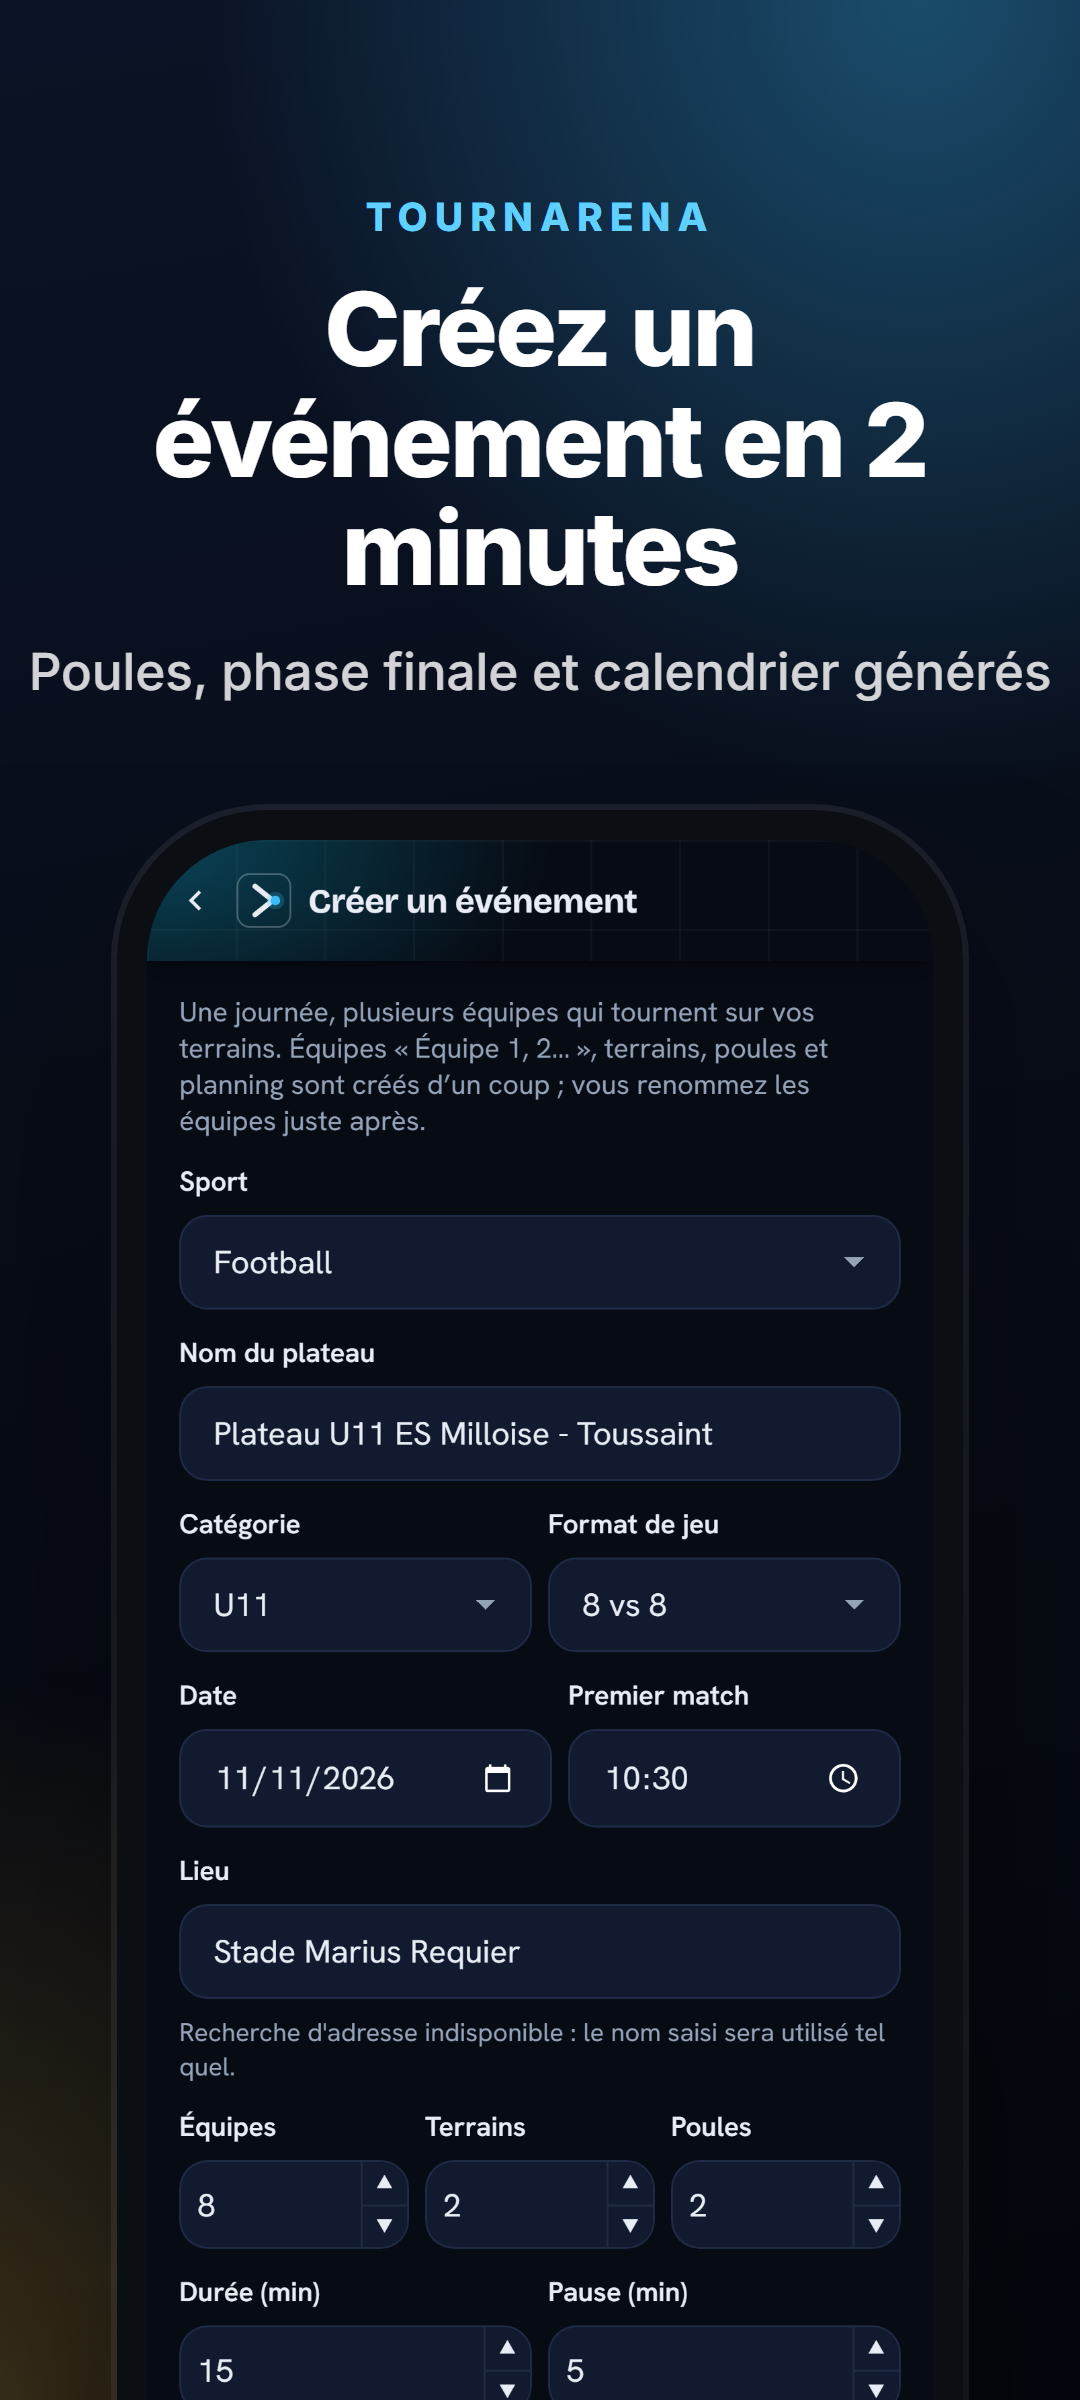 TOURNARENA
Créez un
événement en 2
minutes
Poules, phase finale et calendrier générés
Créer un événement
Une journée, plusieurs équipes qui tournent sur vos
terrains. Équipes « Équipe 1, 2… », terrains, poules et
planning sont créés d’un coup ; vous renommez les
équipes juste après.
Sport
Football
Nom du plateau
Plateau U11 ES Milloise - Toussaint
Catégorie
Format de jeu
U11
8 vs 8
Date
Premier match
11/11/2026
10:30
Lieu
Stade Marius Requier
Recherche d'adresse indisponible : le nom saisi sera utilisé tel
quel.
Équipes
Terrains
Poules
8
2
2
Durée (min)
Pause (min)
15
5